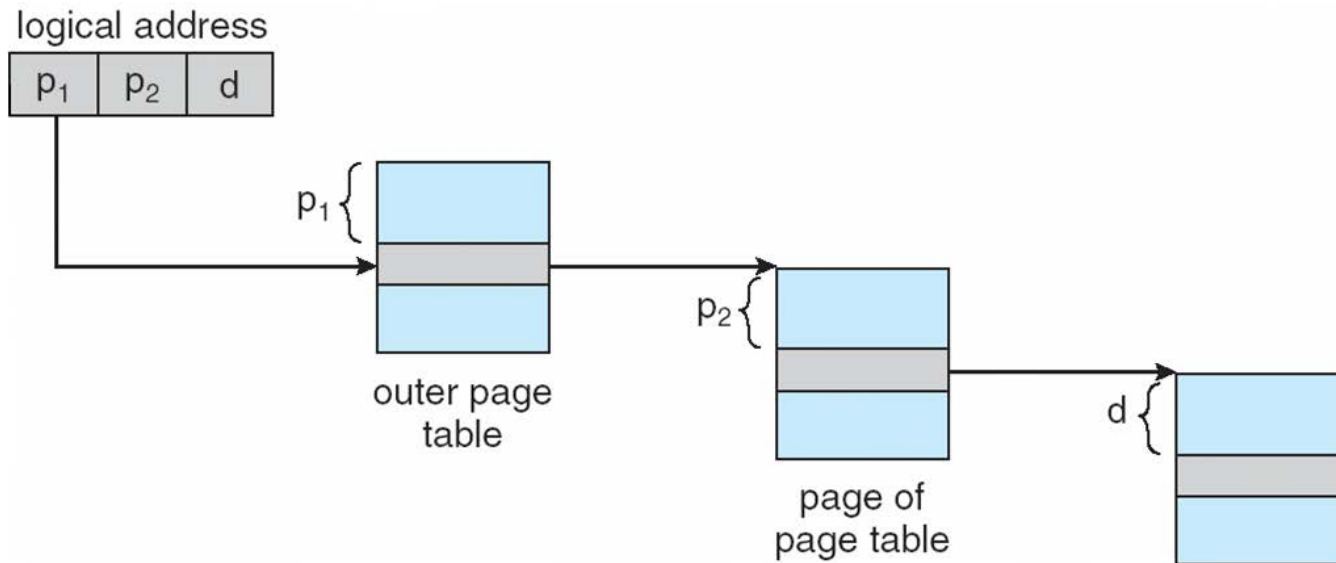 logical address
p₁ p₂ d
p₁
outer page
table
p₂
page of
page table
d